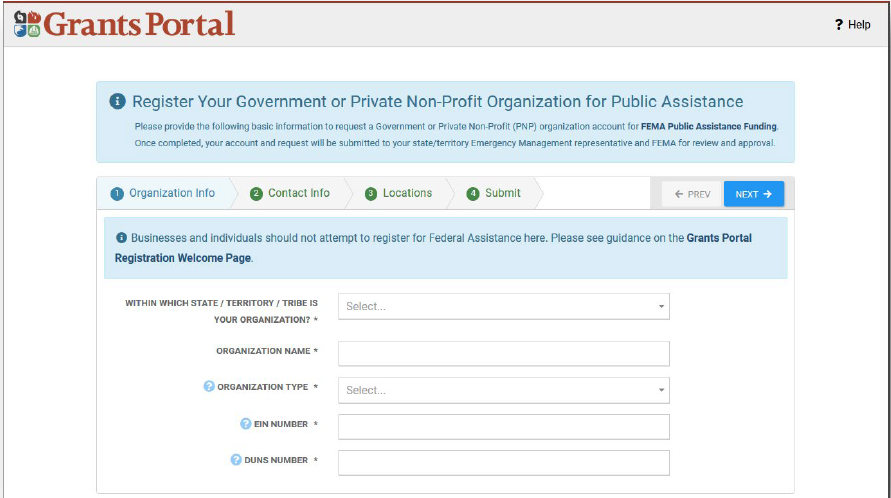 Grants Portal
? Help
Register Your Government or Private Non-Profit Organization for Public Assistance
Please provide the following basic information to request a Government or Private Non-Profit (PNP) organization account for FEMA Public Assistance Funding.
Once completed, your account and request will be submitted to your state/territory Emergency Management representative and FEMA for review and approval.
1 Organization Info 2 Contact Info 3 Locations 4 Submit ← PREV NEXT →
Businesses and individuals should not attempt to register for Federal Assistance here. Please see guidance on the Grants Portal
Registration Welcome Page.
WITHIN WHICH STATE / TERRITORY / TRIBE IS
YOUR ORGANIZATION? *
Select...
ORGANIZATION NAME *
? ORGANIZATION TYPE *
Select...
? EIN NUMBER *
? DUNS NUMBER *